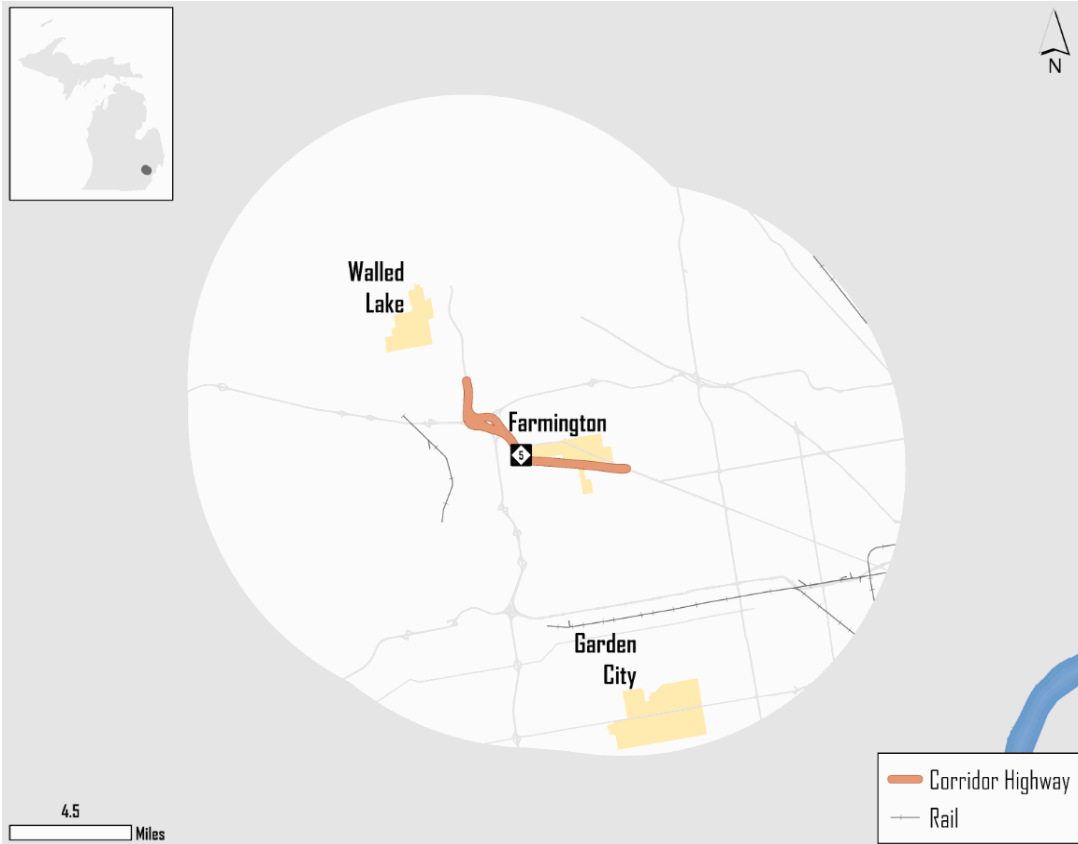 N
Walled
Lake
Farmington
5
Garden
City
Corridor Highway
Rail
4.5
Miles